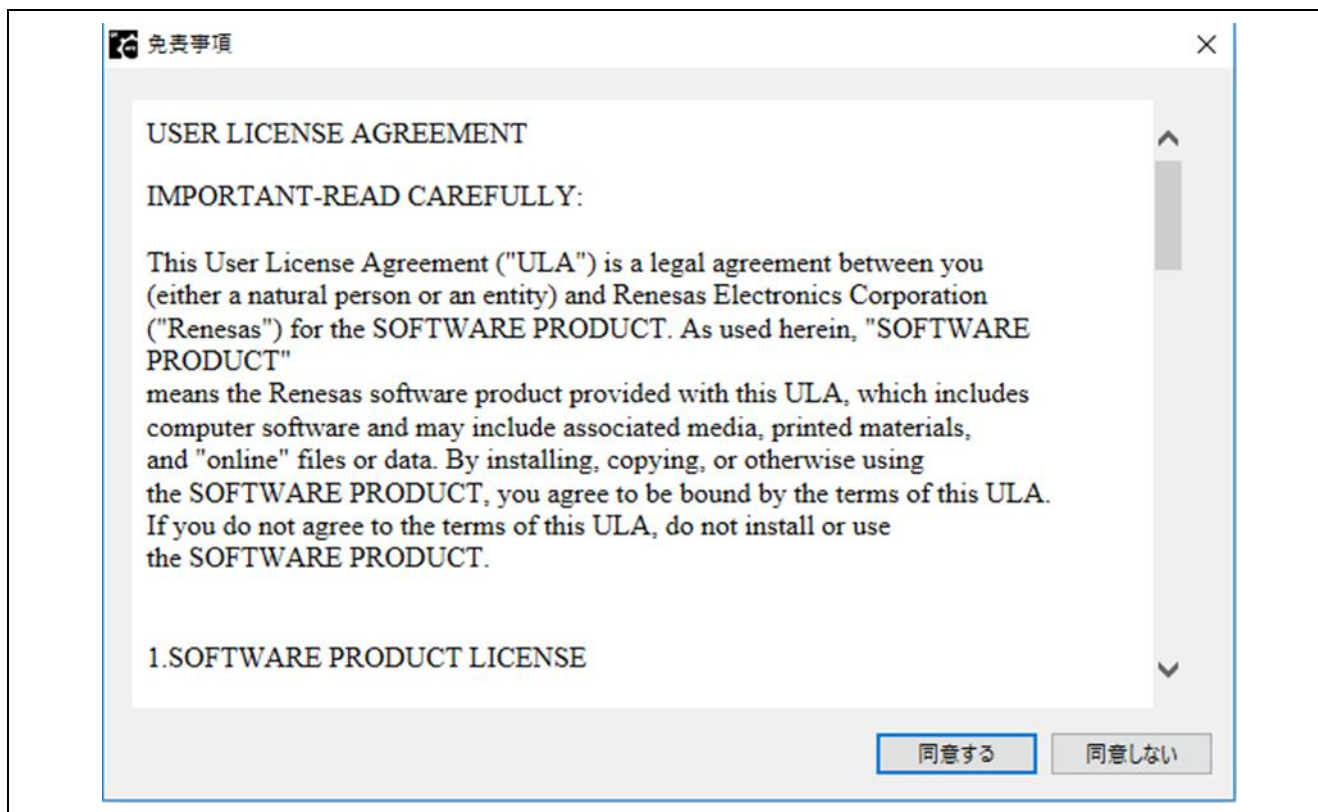 免責事項
USER LICENSE AGREEMENT
IMPORTANT-READ CAREFULLY:
This User License Agreement ("ULA") is a legal agreement between you
(either a natural person or an entity) and Renesas Electronics Corporation
("Renesas") for the SOFTWARE PRODUCT. As used herein, "SOFTWARE
PRODUCT"
means the Renesas software product provided with this ULA, which includes
computer software and may include associated media, printed materials,
and "online" files or data. By installing, copying, or otherwise using
the SOFTWARE PRODUCT, you agree to be bound by the terms of this ULA.
If you do not agree to the terms of this ULA, do not install or use
the SOFTWARE PRODUCT.
1.SOFTWARE PRODUCT LICENSE
同意する
同意しない